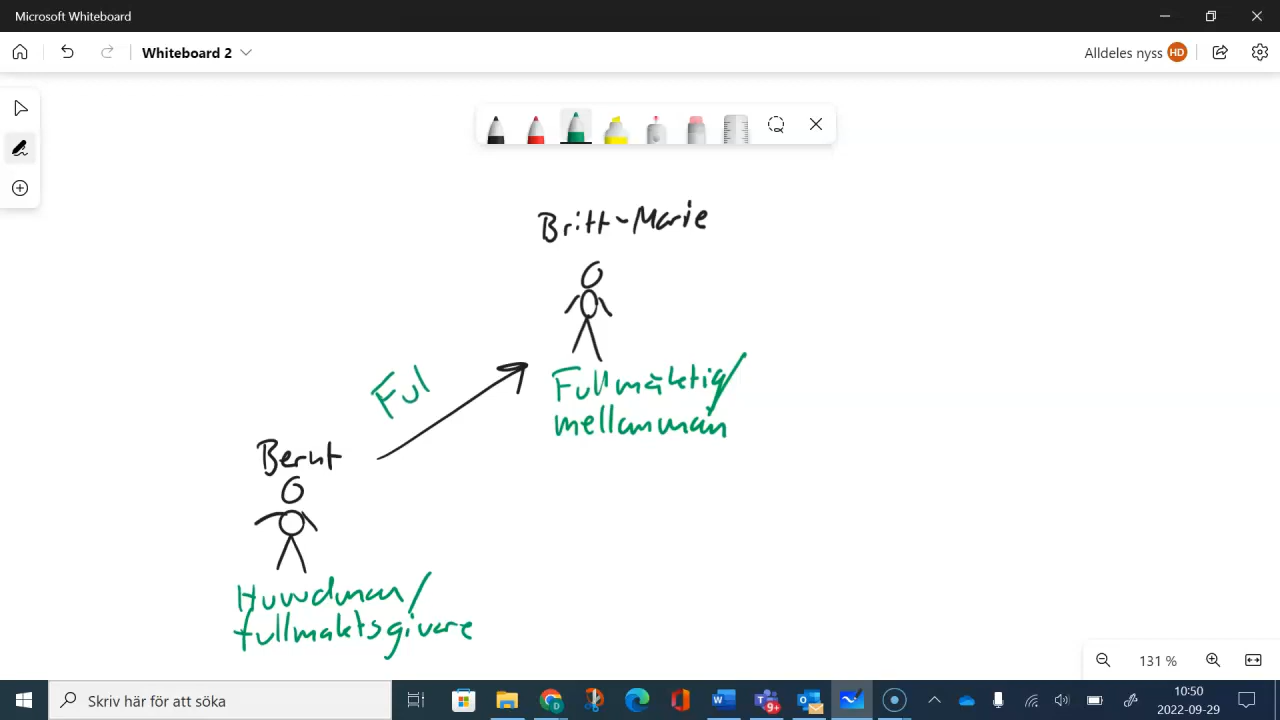 Microsoft Whiteboard
Whiteboard 2
Alldeles nyss HD
Britt-Marie
Ful
Fullmäktig/
mellanman
Bernt
Huvudman/
fullmaktsgivare
131 %
Skriv här för att söka
9+
10:50
2022-09-29